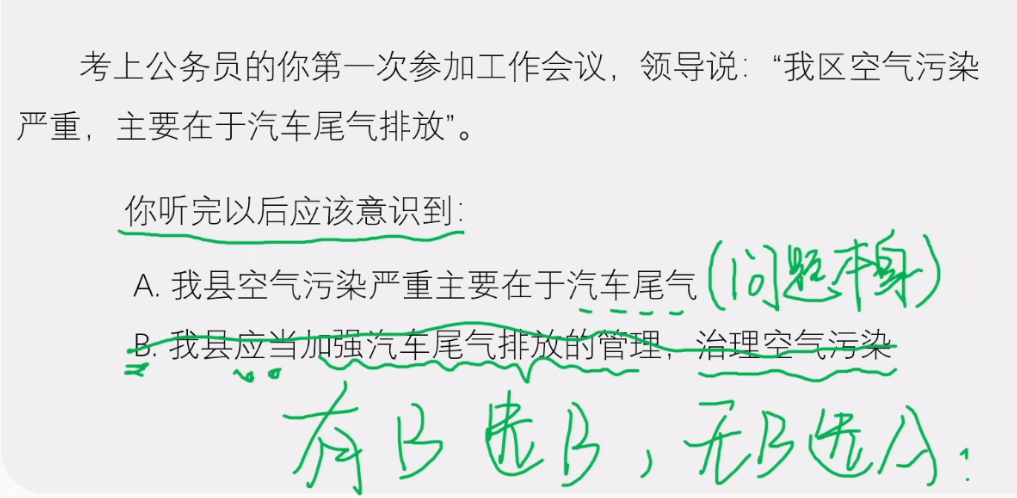 考上公务员的你第一次参加工作会议，领导说：“我区空气污染
严重，主要在于汽车尾气排放”。
你听完以后应该意识到：
A. 我县空气污染严重主要在于汽车尾气(问题本身)
B. 我县应当加强汽车尾气排放的管理，治理空气污染
有B选B，无B选A.